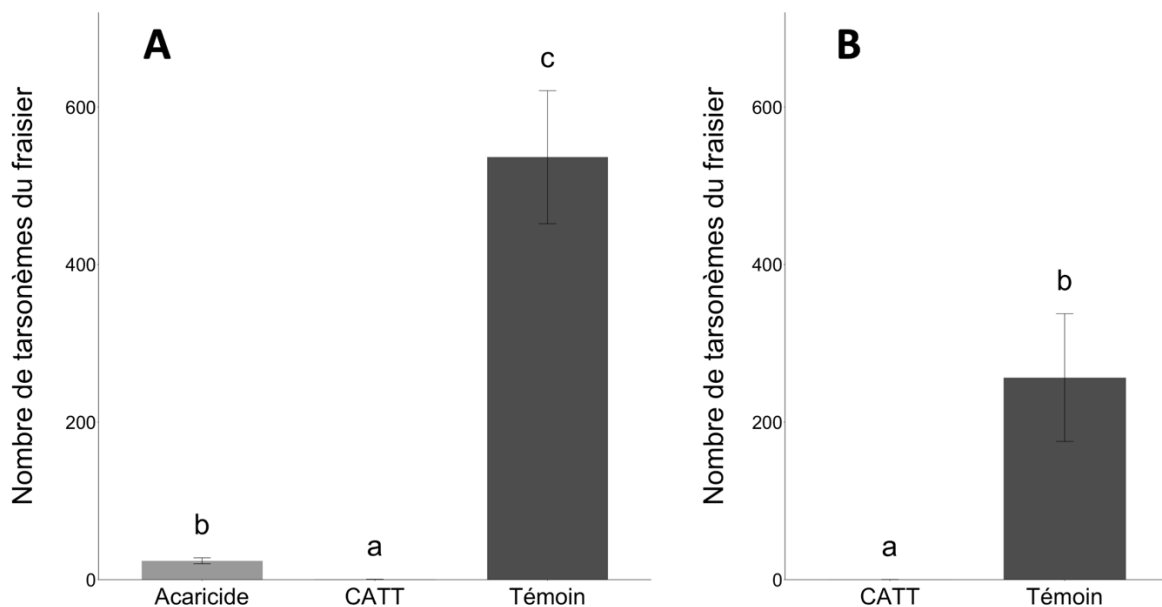 A
Nombre de tarsonèmes du fraisier
600
400
200
0
b
a
c
Acaricide
CATT
Témoin
B
Nombre de tarsonèmes du fraisier
600
400
200
0
a
b
CATT
Témoin